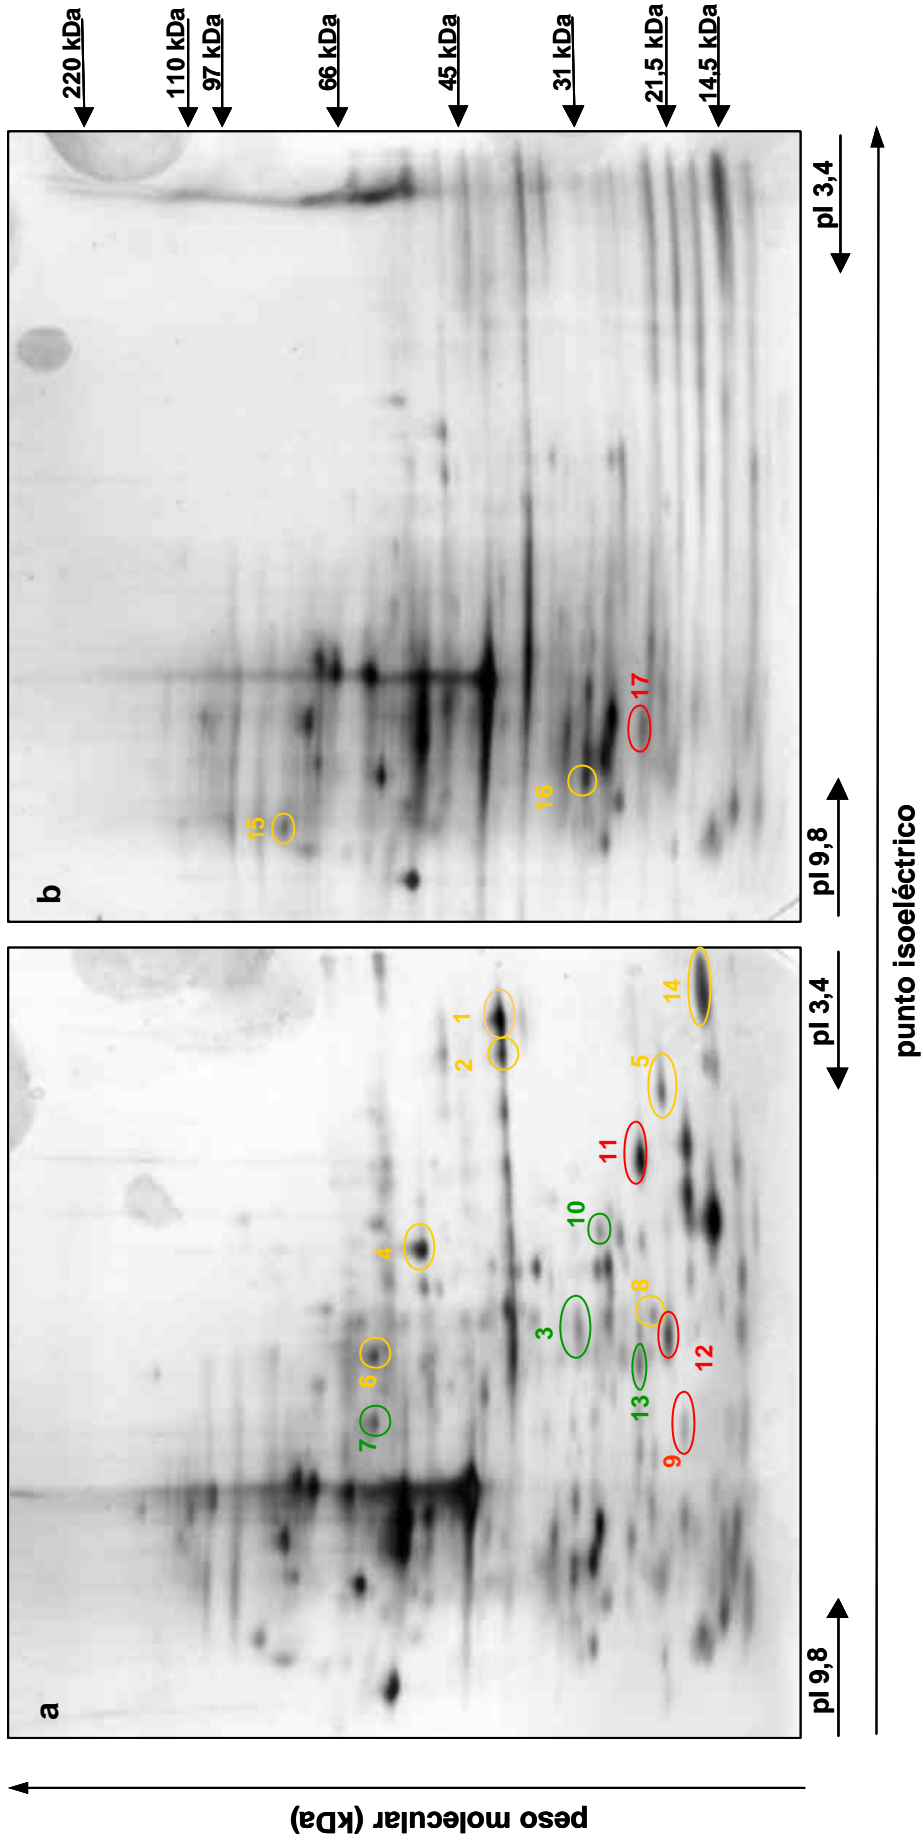 220 kDa
110 kDa
97 kDa
66 kDa
45 kDa
31 kDa
21,5 kDa
14,5 kDa
b
15
16
17
pI 9,8
pI 3,4
a
1
2
3
4
5
6
7
8
9
10
11
12
13
14
pI 9,8
pI 3,4
punto isoeléctrico
peso molecular (kDa)